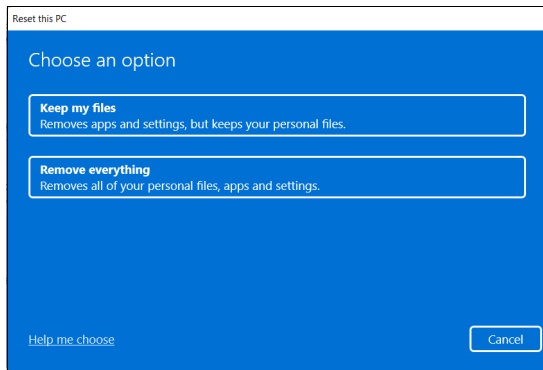 Reset this PC
Choose an option
Keep my files
Removes apps and settings, but keeps your personal files.
Remove everything
Removes all of your personal files, apps and settings.
Help me choose
Cancel